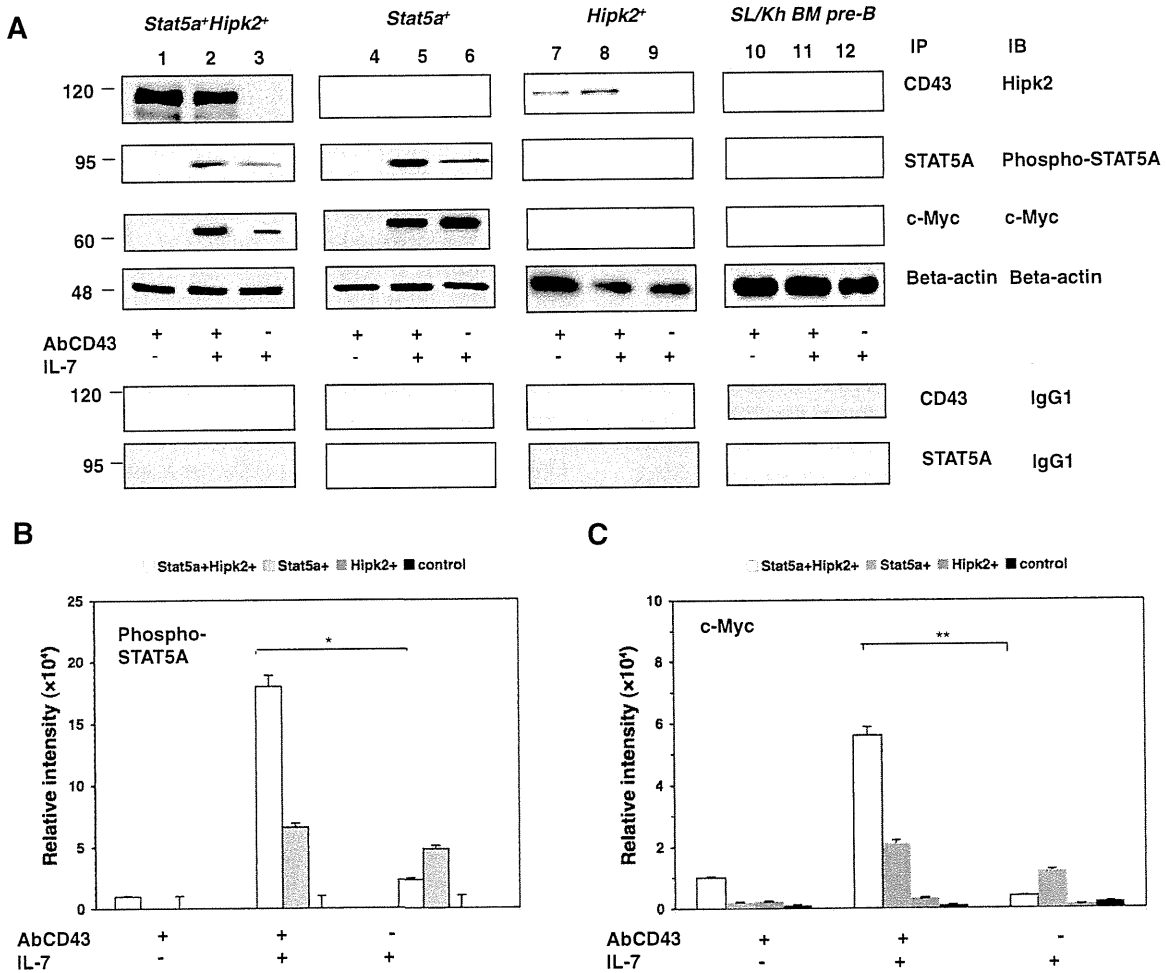 A
Stat5a+Hipk2+ Stat5a+ Hipk2+ SL/Kh BM pre-B
1 2 3 4 5 6 7 8 9 10 11 12 IP IB
120 CD43 Hipk2
95 STAT5A Phospho-STAT5A
60 c-Myc c-Myc
48 Beta-actin Beta-actin
AbCD43 + + - + + - + + - + + -
IL-7 - + + - + + - + + - + +
120 CD43 IgG1
95 STAT5A IgG1
B
Stat5a+Hipk2+ Stat5a+ Hipk2+ control
Phospho-
STAT5A
*
Relative intensity (×10⁴)
25
20
15
10
5
0
AbCD43 + + -
IL-7 - + +
C
Stat5a+Hipk2+ Stat5a+ Hipk2+ control
c-Myc
**
Relative intensity (×10⁴)
10
8
6
4
2
0
AbCD43 + + -
IL-7 - + +